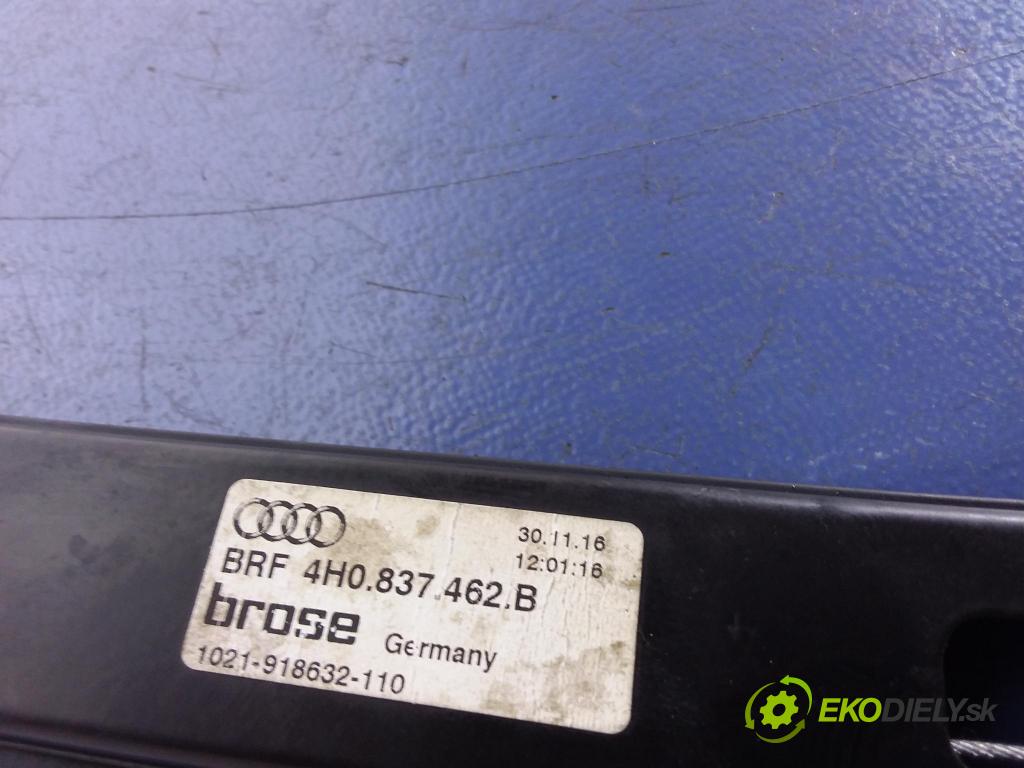 30.11.16
12:01:16
BRF 4H0.837.462.B
brose Germany
1021-918632-110
EKODIELY.sk